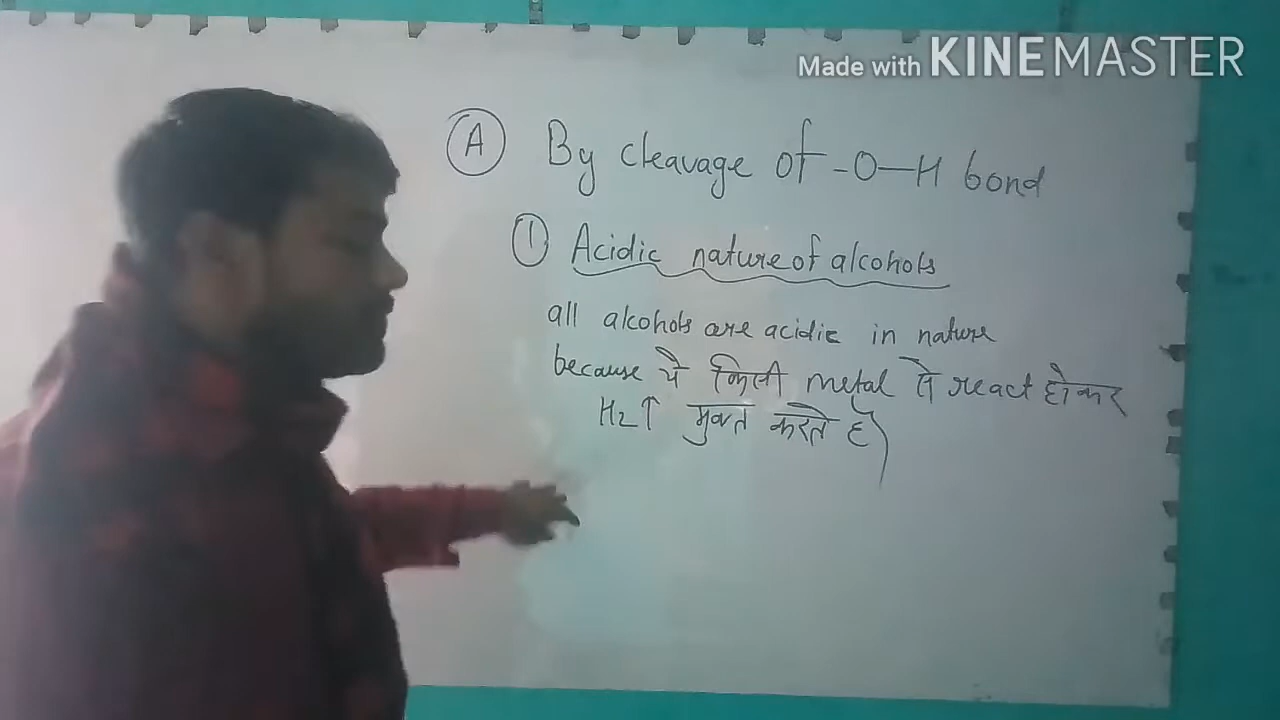 Made with KINEMASTER
Ⓐ By cleavage of -O-H bond
① Acidic nature of alcohols
all alcohols are acidic in nature
because ये किसी metal से react होकर
H2↑ मुक्त करते हैं